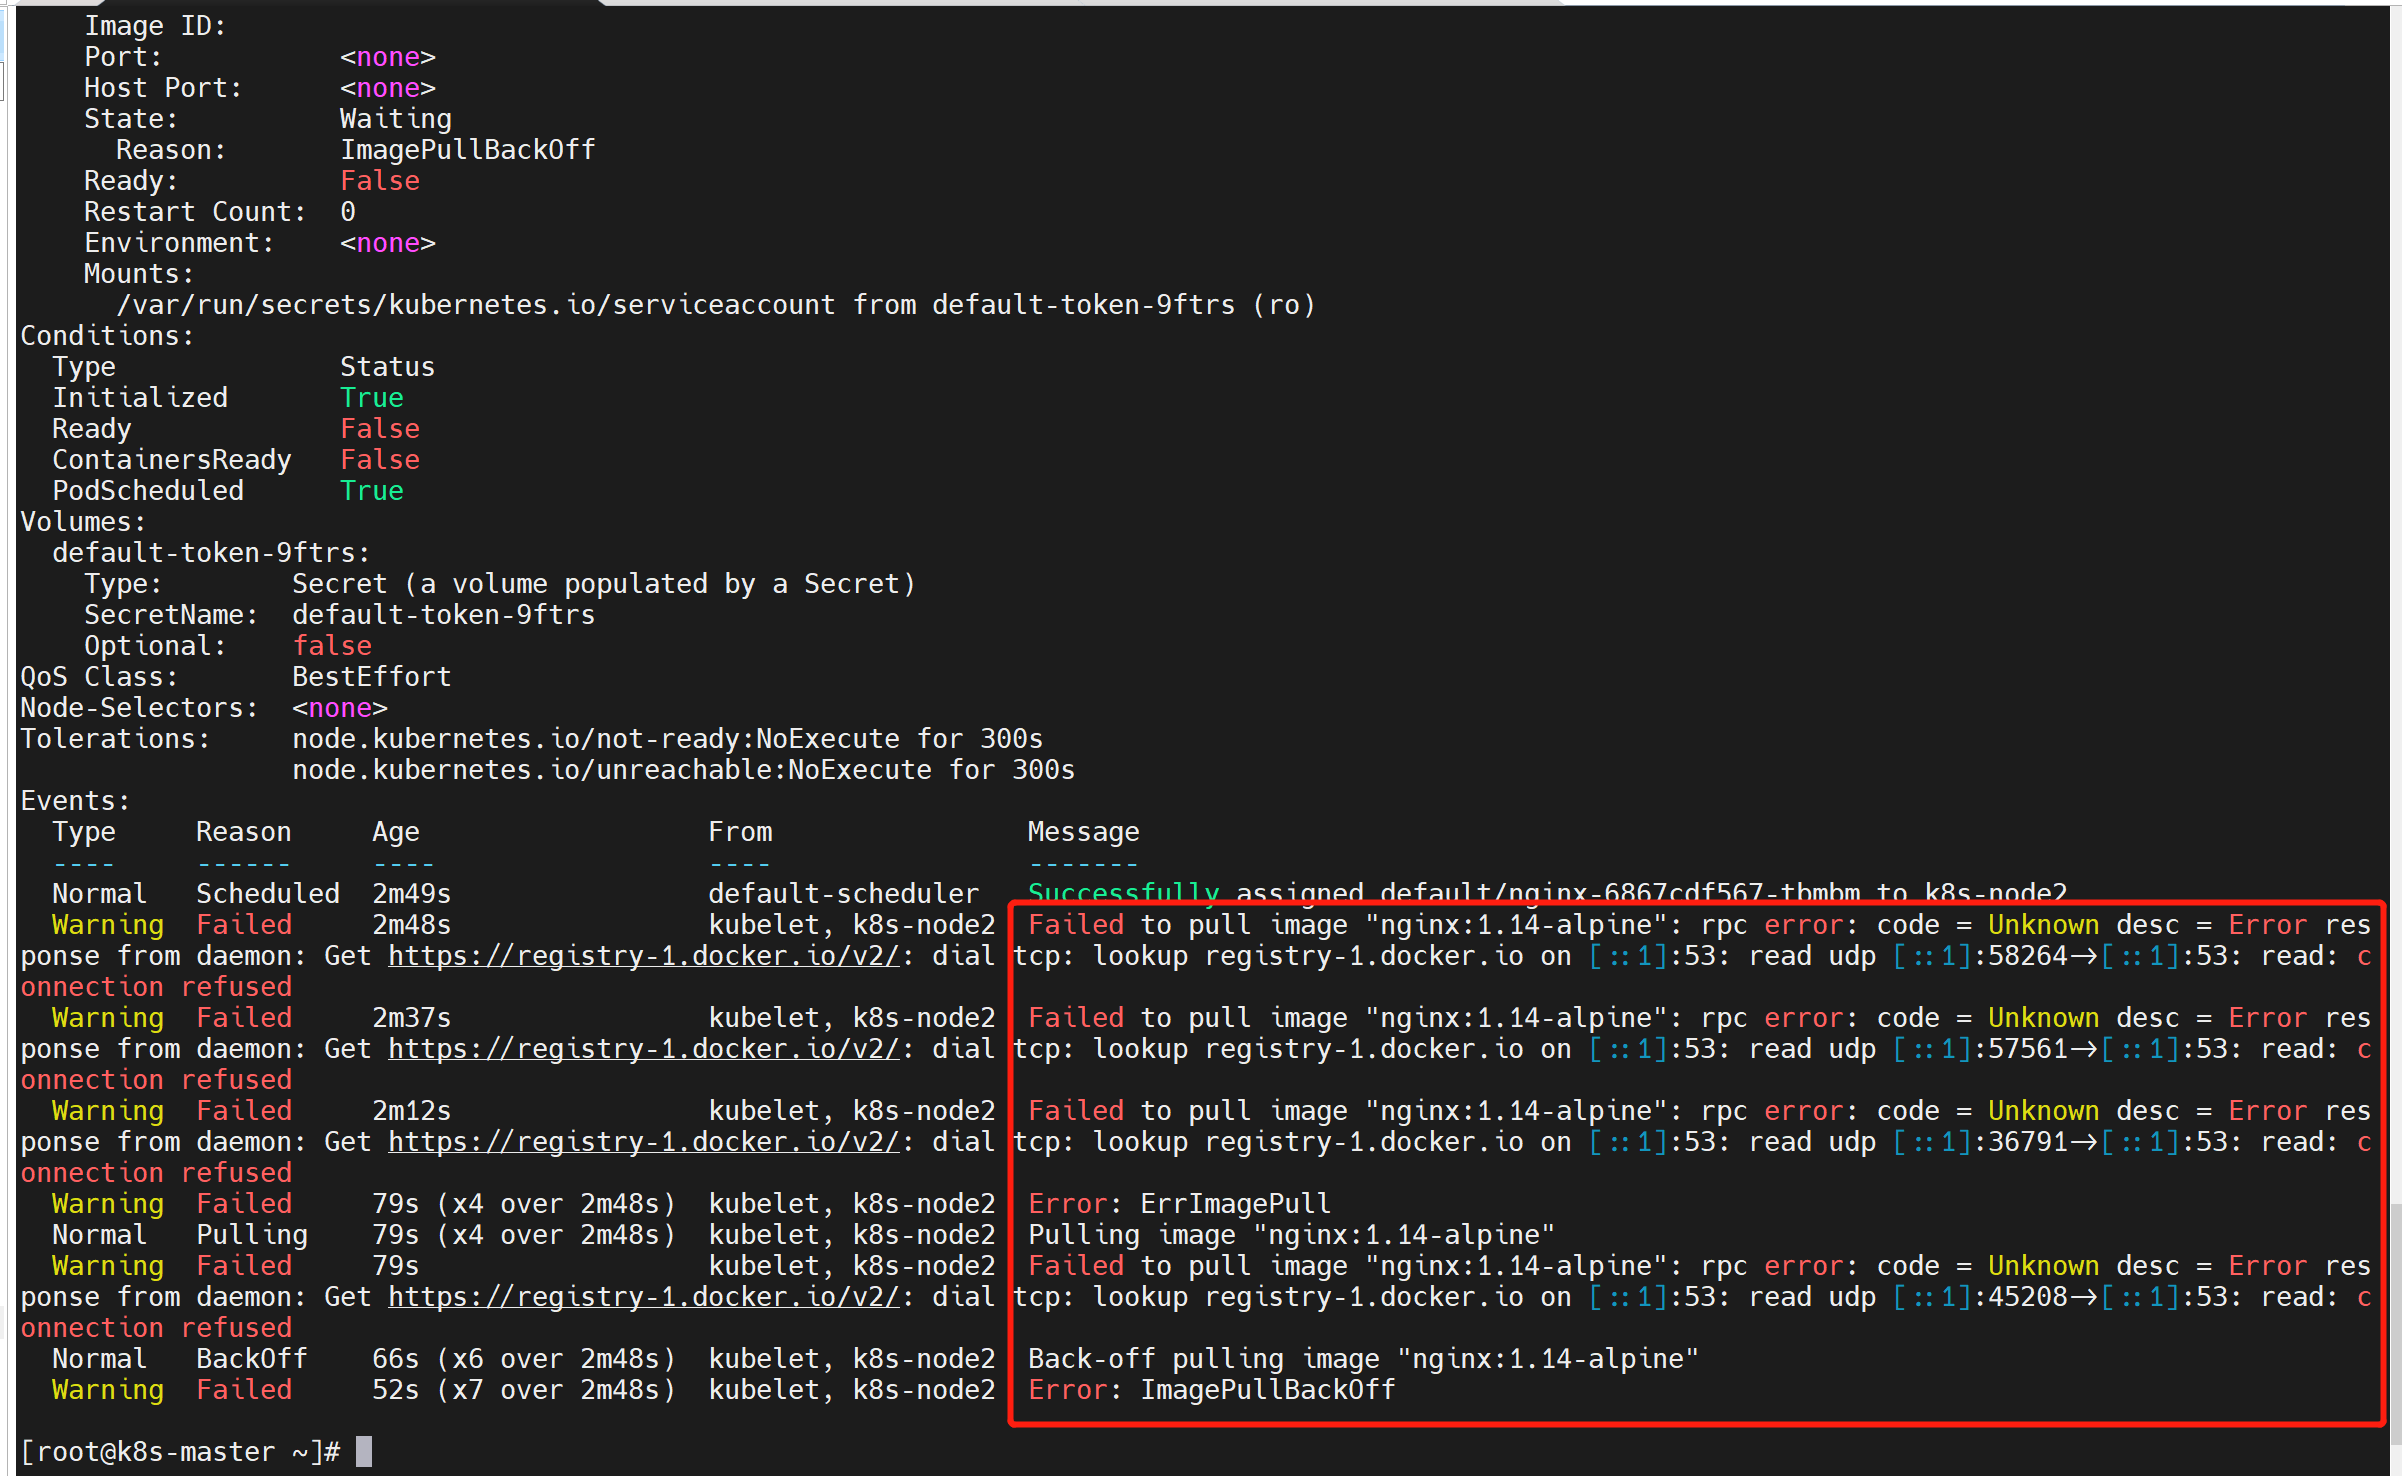 Image ID:
    Port:           <none>
    Host Port:      <none>
    State:          Waiting
      Reason:       ImagePullBackOff
    Ready:          False
    Restart Count:  0
    Environment:    <none>
    Mounts:
      /var/run/secrets/kubernetes.io/serviceaccount from default-token-9ftrs (ro)
Conditions:
  Type              Status
  Initialized       True
  Ready             False
  ContainersReady   False
  PodScheduled      True
Volumes:
  default-token-9ftrs:
    Type:        Secret (a volume populated by a Secret)
    SecretName:  default-token-9ftrs
    Optional:    false
QoS Class:       BestEffort
Node-Selectors:  <none>
Tolerations:     node.kubernetes.io/not-ready:NoExecute for 300s
                 node.kubernetes.io/unreachable:NoExecute for 300s
Events:
  Type     Reason     Age                  From                Message
  ----     ------     ----                 ----                -------
  Normal   Scheduled  2m49s                default-scheduler   Successfully assigned default/nginx-6867cdf567-tbmbm to k8s-node2
  Warning  Failed     2m48s                kubelet, k8s-node2  Failed to pull image "nginx:1.14-alpine": rpc error: code = Unknown desc = Error res
ponse from daemon: Get https://registry-1.docker.io/v2/: dial tcp: lookup registry-1.docker.io on [::1]:53: read udp [::1]:58264->[::1]:53: read: c
onnection refused
  Warning  Failed     2m37s                kubelet, k8s-node2  Failed to pull image "nginx:1.14-alpine": rpc error: code = Unknown desc = Error res
ponse from daemon: Get https://registry-1.docker.io/v2/: dial tcp: lookup registry-1.docker.io on [::1]:53: read udp [::1]:57561->[::1]:53: read: c
onnection refused
  Warning  Failed     2m12s                kubelet, k8s-node2  Failed to pull image "nginx:1.14-alpine": rpc error: code = Unknown desc = Error res
ponse from daemon: Get https://registry-1.docker.io/v2/: dial tcp: lookup registry-1.docker.io on [::1]:53: read udp [::1]:36791->[::1]:53: read: c
onnection refused
  Warning  Failed     79s (x4 over 2m48s)  kubelet, k8s-node2  Error: ErrImagePull
  Normal   Pulling    79s (x4 over 2m48s)  kubelet, k8s-node2  Pulling image "nginx:1.14-alpine"
  Warning  Failed     79s                  kubelet, k8s-node2  Failed to pull image "nginx:1.14-alpine": rpc error: code = Unknown desc = Error res
ponse from daemon: Get https://registry-1.docker.io/v2/: dial tcp: lookup registry-1.docker.io on [::1]:53: read udp [::1]:45208->[::1]:53: read: c
onnection refused
  Normal   BackOff    66s (x6 over 2m48s)  kubelet, k8s-node2  Back-off pulling image "nginx:1.14-alpine"
  Warning  Failed     52s (x7 over 2m48s)  kubelet, k8s-node2  Error: ImagePullBackOff
[root@k8s-master ~]#